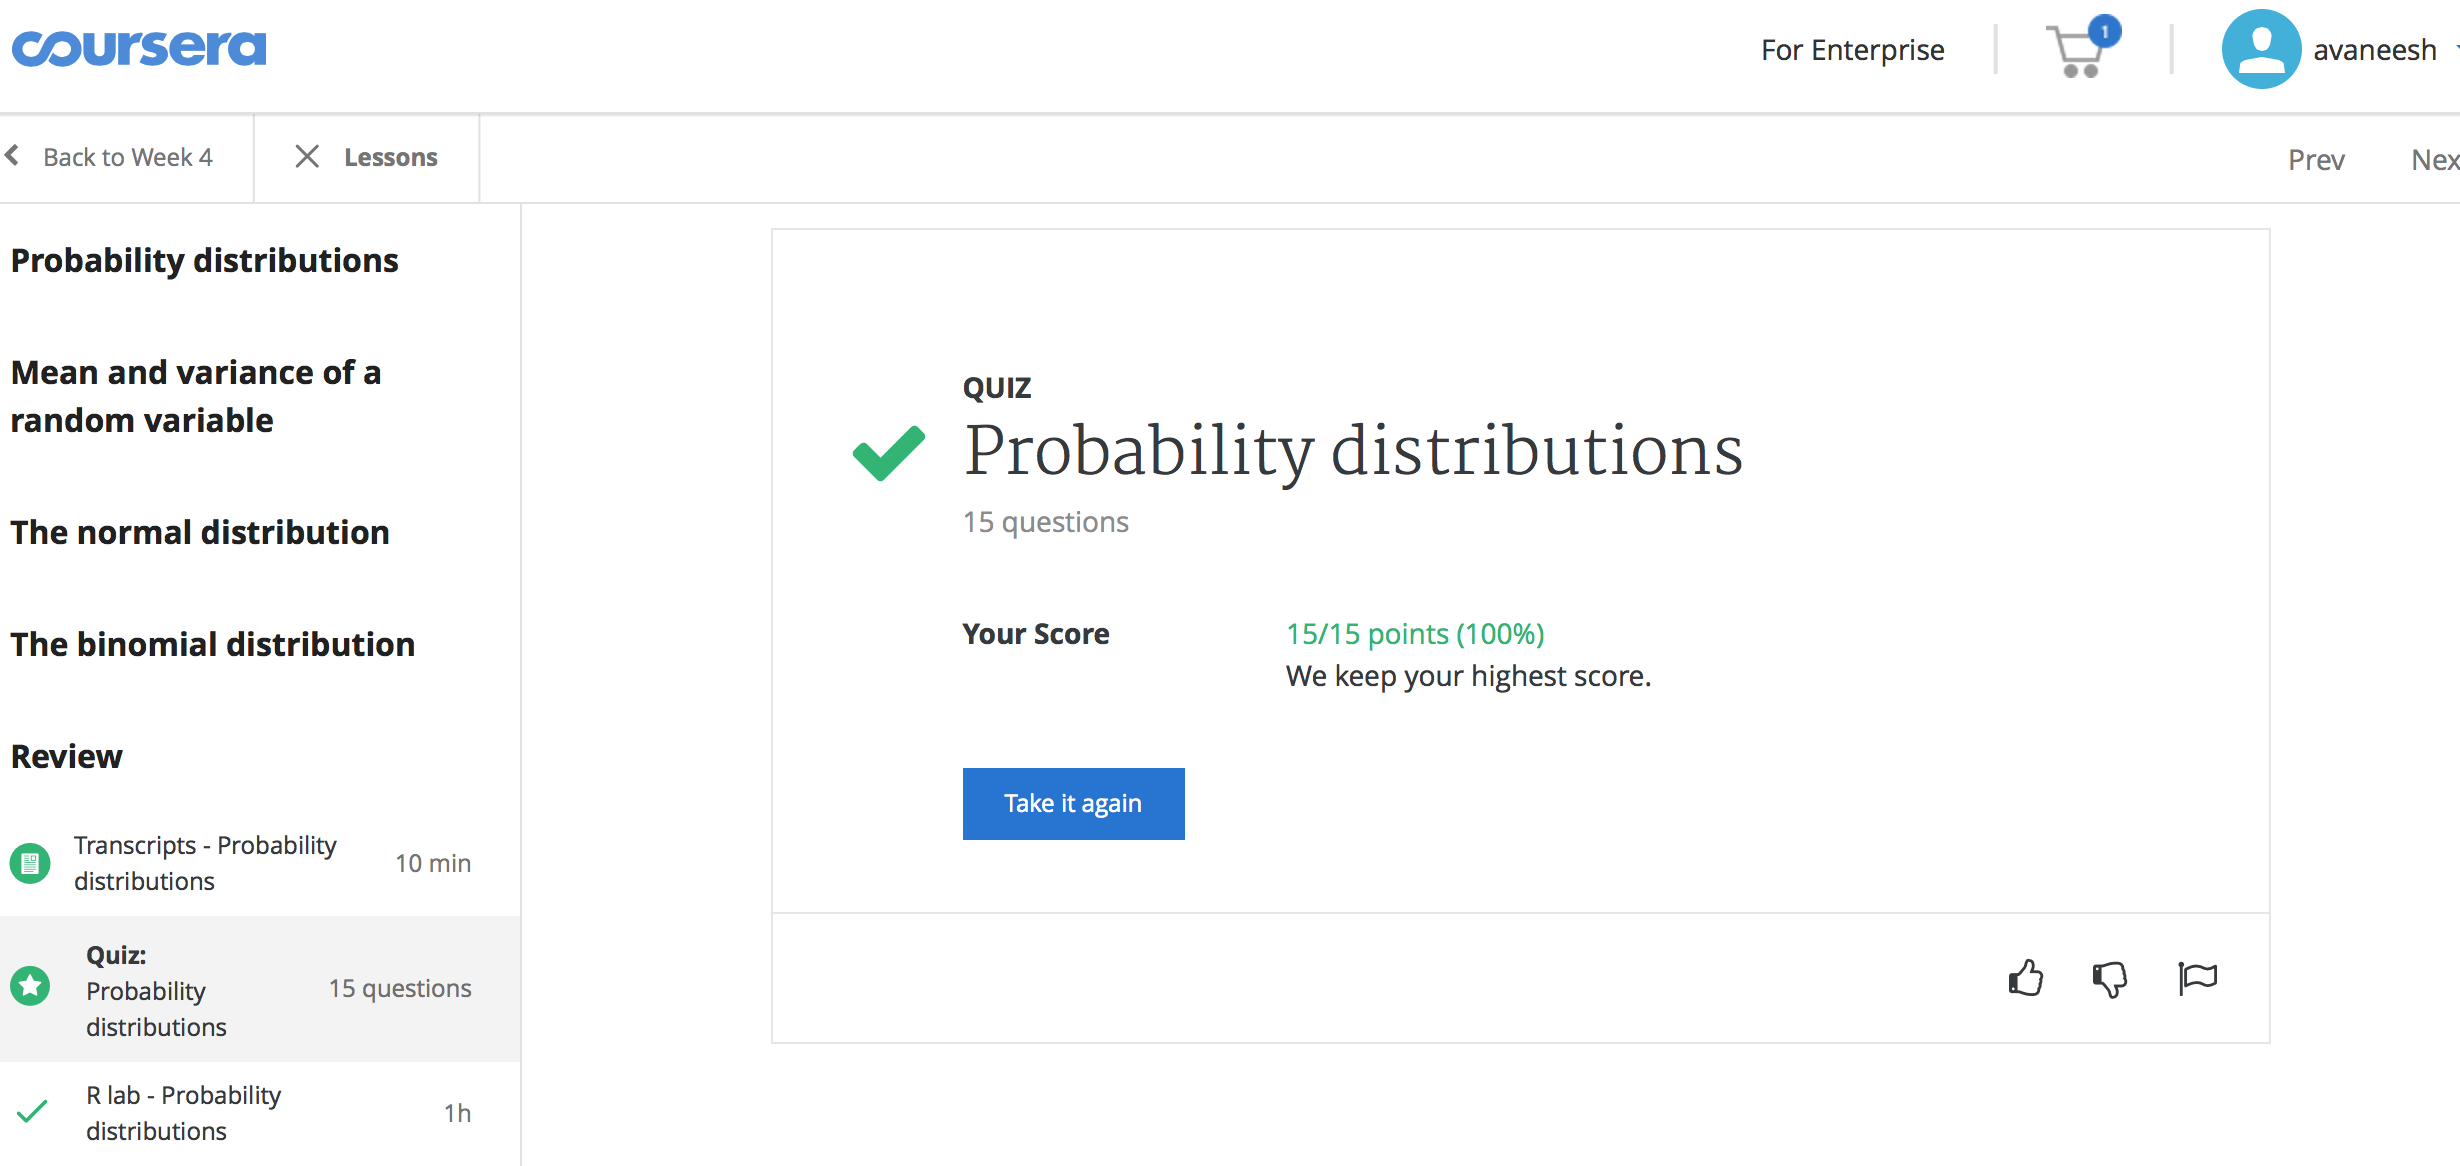 coursera
For Enterprise
1
avaneesh
Back to Week 4
Lessons
Prev
Nex
Probability distributions
Mean and variance of a
random variable
The normal distribution
The binomial distribution
Review
Transcripts - Probability
distributions
10 min
Quiz:
Probability
distributions
15 questions
R lab - Probability
distributions
1h
QUIZ
Probability distributions
15 questions
Your Score
15/15 points (100%)
We keep your highest score.
Take it again